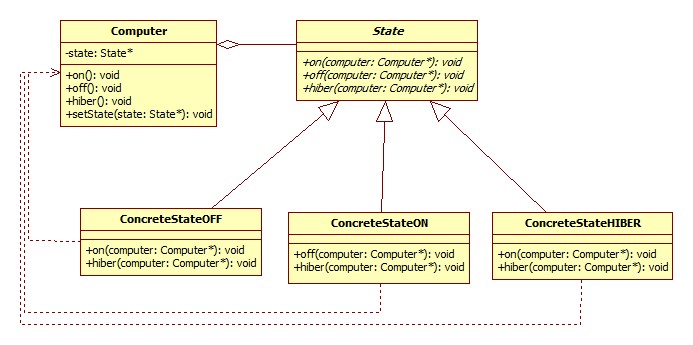 Computer
-state: State*
+on(): void
+off(): void
+hiber(): void
+setState(state: State*): void
State
+on(computer: Computer*): void
+off(computer: Computer*): void
+hiber(computer: Computer*): void
ConcreteStateOFF
+on(computer: Computer*): void
+hiber(computer: Computer*): void
ConcreteStateON
+off(computer: Computer*): void
+hiber(computer: Computer*): void
ConcreteStateHIBER
+on(computer: Computer*): void
+hiber(computer: Computer*): void